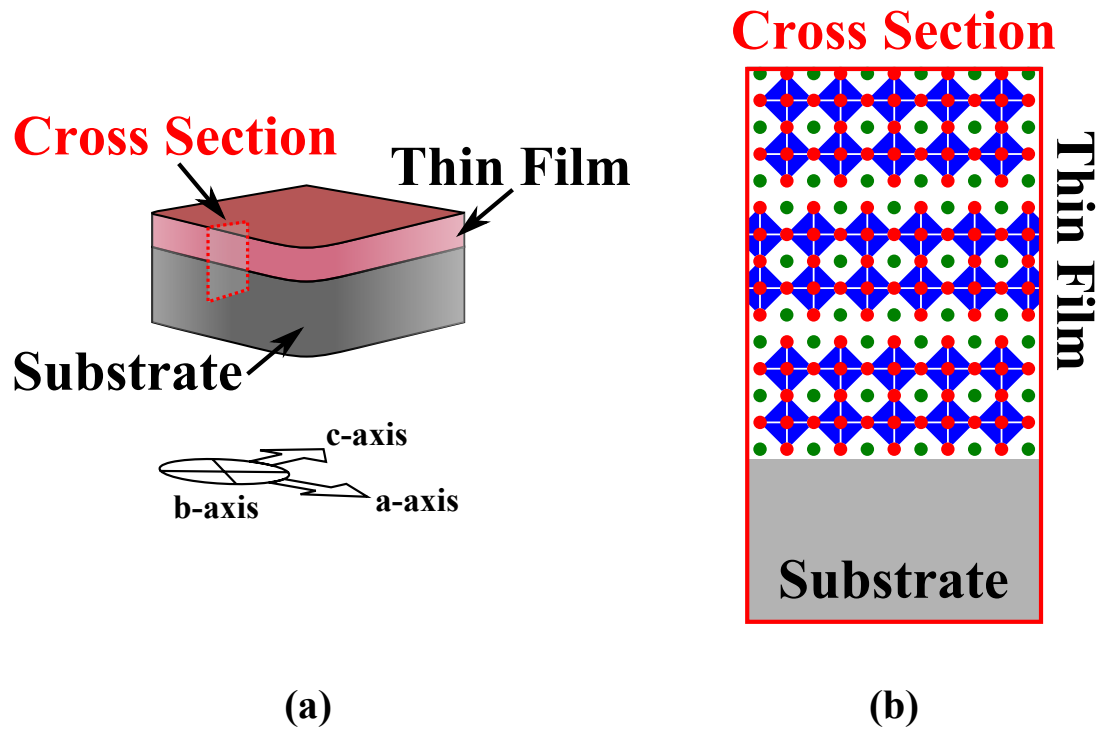 Cross Section
Thin Film
Substrate
c-axis
b-axis
a-axis
(a)
Cross Section
Thin Film
Substrate
(b)